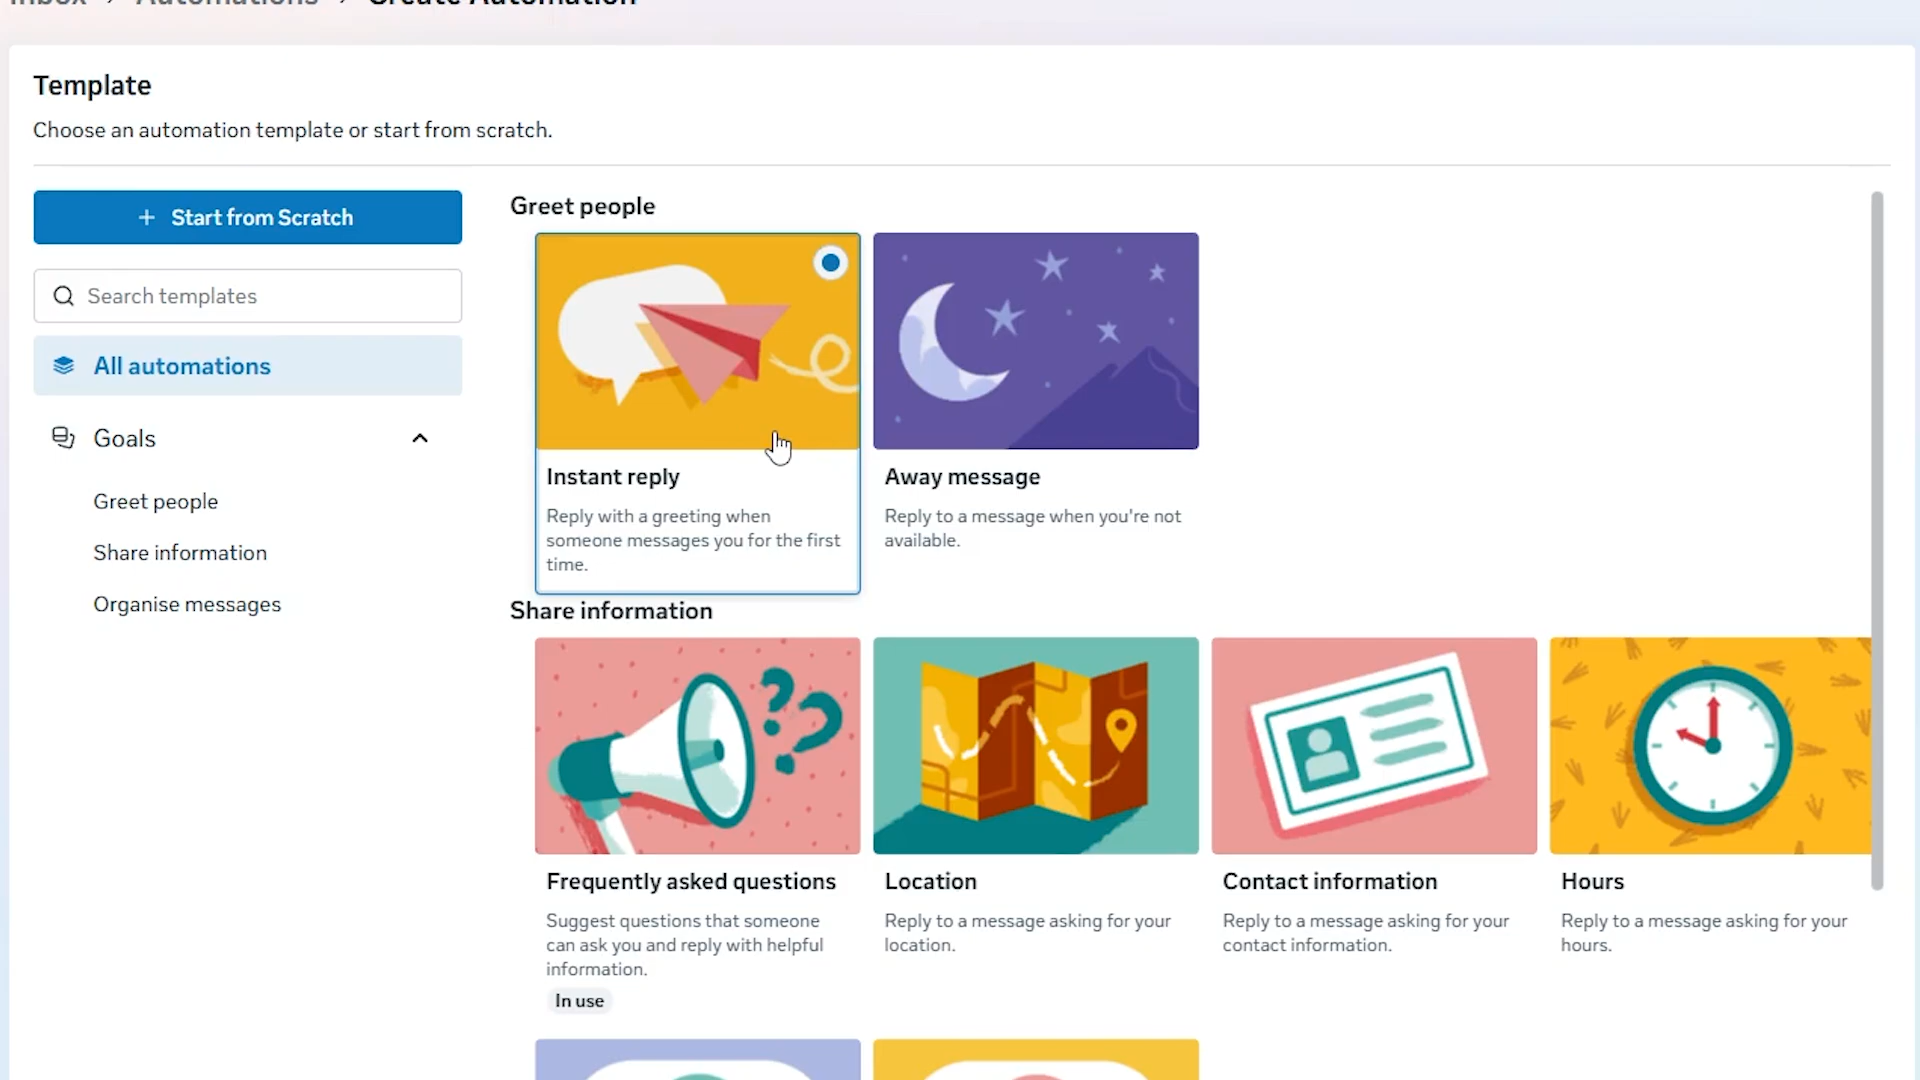 Inbox > Automations > Create Automation
Template
Choose an automation template or start from scratch.
+ Start from Scratch
Search templates
All automations
Goals
Greet people
Share information
Organise messages
Greet people
Instant reply
Reply with a greeting when
someone messages you for the first
time.
Away message
Reply to a message when you're not
available.
Share information
Frequently asked questions
Suggest questions that someone
can ask you and reply with helpful
information.
In use
Location
Reply to a message asking for your
location.
Contact information
Reply to a message asking for your
contact information.
Hours
Reply to a message asking for your
hours.